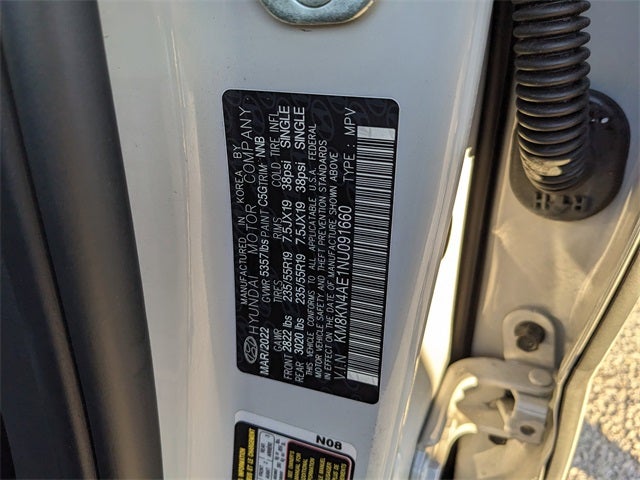 MANUFACTURED IN KOREA BY
HYUNDAI MOTOR COMPANY
MAR/2022 GVWR 5357lbs PAINT C5G TRIM NNB
GAWR TIRES RIMS COLD TIRE INFL
FRONT 2822 lbs 235/55R19 7.5JX19 38psi SINGLE
REAR 3020 lbs 235/55R19 7.5JX19 38psi SINGLE
THIS VEHICLE CONFORMS TO ALL APPLICABLE U.S.A FEDERAL
MOTOR VEHICLE SAFETY AND THEFT PREVENTION STANDARDS
IN EFFECT ON THE DATE OF MANUFACTURE SHOWN ABOVE
VIN KM8KN4AE1NU091660 TYPE : MPV
N08